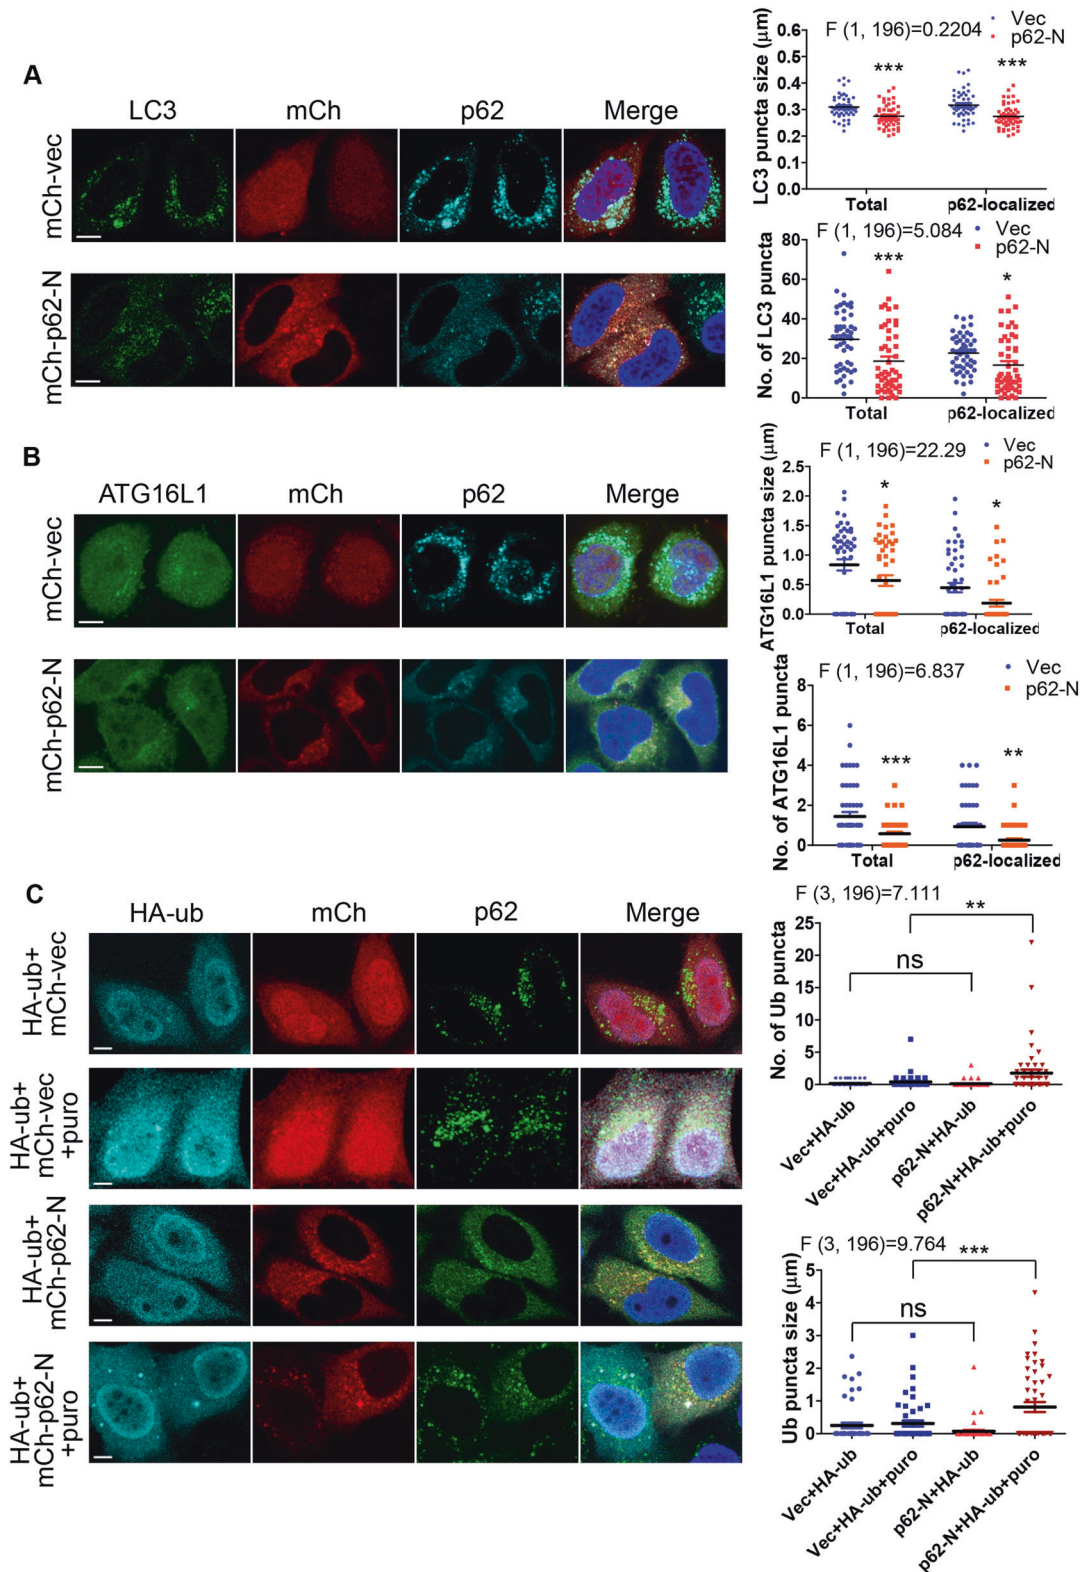 A
LC3 mCh p62 Merge
mCh-vec
mCh-p62-N
F (1, 196)=0.2204
Vec
p62-N
LC3 puncta size (μm)
0.6
0.5
0.4
0.3
0.2
0.1
0.0
*** ***
Total p62-localized
F (1, 196)=5.084
Vec
p62-N
No. of LC3 puncta
80
60
40
20
0
*** *
Total p62-localized
B
ATG16L1 mCh p62 Merge
mCh-vec
mCh-p62-N
F (1, 196)=22.29
Vec
p62-N
ATG16L1 puncta size (μm)
2.5
2.0
1.5
1.0
0.5
0.0
* *
Total p62-localized
F (1, 196)=6.837
Vec
p62-N
No. of ATG16L1 puncta
8
6
4
2
0
*** **
Total p62-localized
C
HA-ub mCh p62 Merge
HA-ub+
mCh-vec
HA-ub+
mCh-vec
+puro
HA-ub+
mCh-p62-N
HA-ub+
mCh-p62-N
+puro
F (3, 196)=7.111
No. of Ub puncta
25
20
15
10
5
0
**
ns
Vec+HA-ub
Vec+HA-ub+puro
p62-N+HA-ub
p62-N+HA-ub+puro
F (3, 196)=9.764
Ub puncta size (μm)
5
4
3
2
1
0
***
ns
Vec+HA-ub
Vec+HA-ub+puro
p62-N+HA-ub
p62-N+HA-ub+puro